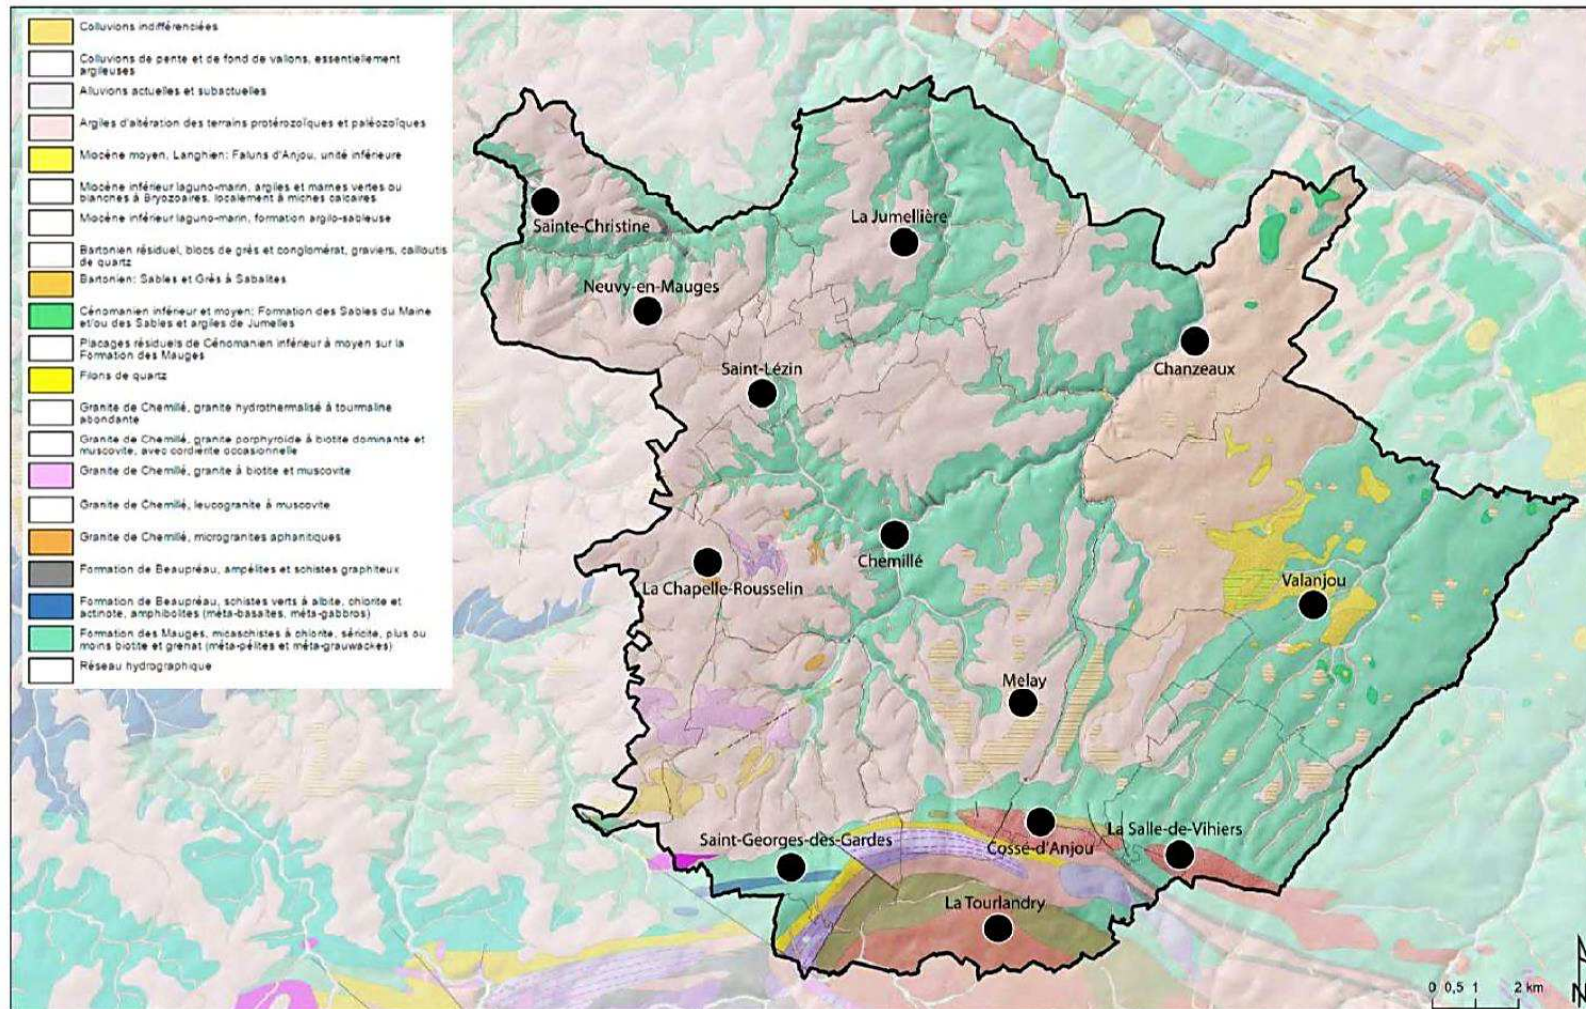 Colluvions indifférenciées
Colluvions de pente et de fond de vallons, essentiellement
argileuses
Alluvions actuelles et subactuelles
Argiles d'altération des terrains protérozoïques et paléozoïques
Miocène moyen, Langhien: Faluns d'Anjou, unité inférieure
Miocène inférieur laguno-marin, argiles et marnes vertes ou
blanches à Bryozoaires, localement à miches calcaires
Miocène inférieur laguno-marin, formation argilo-sableuse
Bartonien résiduel, blocs de grès et conglomérat, graviers, cailloutis
de quartz
Bartonien: Sables et Grès à Sabalites
Cénomanien inférieur et moyen: Formation des Sables du Maine
et/ou des Sables et argiles de Jumelles
Placages résiduels de Cénomanien inférieur à moyen sur la
Formation des Mauges
Filons de quartz
Granite de Chemillé, granite hydrothermalisé à tourmaline
abondante
Granite de Chemillé, granite porphyroïde à biotite dominante et
muscovite, avec cordiérite occasionnelle
Granite de Chemillé, granite à biotite et muscovite
Granite de Chemillé, leucogranite à muscovite
Granite de Chemillé, microgranites aphanitiques
Formation de Beaupréau, ampélites et schistes graphiteux
Formation de Beaupréau, schistes verts à albite, chlorite et
actinote, amphibolites (méta-basaltes, méta-gabbros)
Formation des Mauges, micaschistes à chlorite, séricite, plus ou
moins biotite et grenat (méta-pélites et méta-grauwackes)
Réseau hydrographique
Sainte-Christine
La Jumellière
Neuvy-en-Mauges
Saint-Lézin
Chanzeaux
Chemillé
La Chapelle-Rousselin
Valanjou
Melay
Saint-Georges-des-Gardes
Cossé-d'Anjou
La Salle-de-Vihiers
La Tourlandry
0 0,5 1 2 km
N